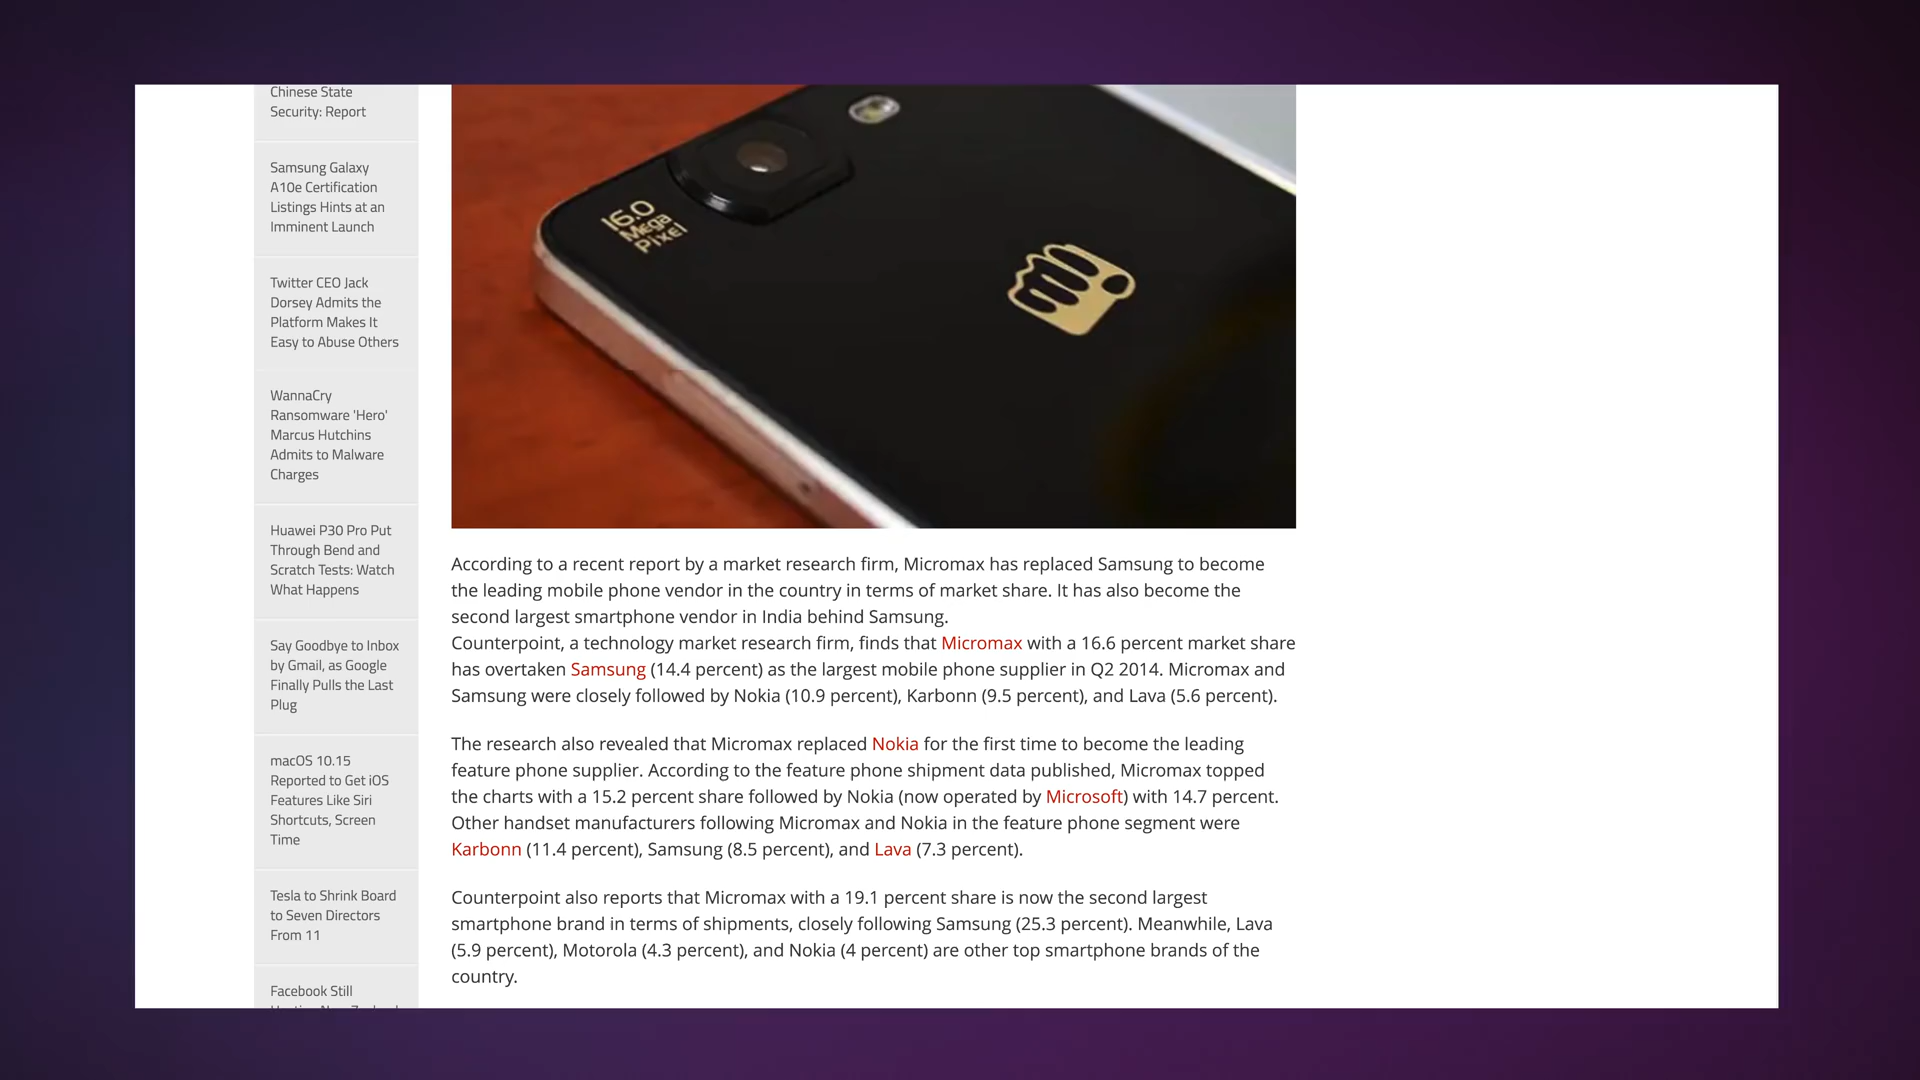 Chinese State
Security: Report
Samsung Galaxy
A10e Certification
Listings Hints at an
Imminent Launch
Twitter CEO Jack
Dorsey Admits the
Platform Makes It
Easy to Abuse Others
WannaCry
Ransomware 'Hero'
Marcus Hutchins
Admits to Malware
Charges
Huawei P30 Pro Put
Through Bend and
Scratch Tests: Watch
What Happens
Say Goodbye to Inbox
by Gmail, as Google
Finally Pulls the Last
Plug
macOS 10.15
Reported to Get iOS
Features Like Siri
Shortcuts, Screen
Time
Tesla to Shrink Board
to Seven Directors
From 11
Facebook Still
16.0
Mega
Pixel
According to a recent report by a market research firm, Micromax has replaced Samsung to become
the leading mobile phone vendor in the country in terms of market share. It has also become the
second largest smartphone vendor in India behind Samsung.
Counterpoint, a technology market research firm, finds that Micromax with a 16.6 percent market share
has overtaken Samsung (14.4 percent) as the largest mobile phone supplier in Q2 2014. Micromax and
Samsung were closely followed by Nokia (10.9 percent), Karbonn (9.5 percent), and Lava (5.6 percent).
The research also revealed that Micromax replaced Nokia for the first time to become the leading
feature phone supplier. According to the feature phone shipment data published, Micromax topped
the charts with a 15.2 percent share followed by Nokia (now operated by Microsoft) with 14.7 percent.
Other handset manufacturers following Micromax and Nokia in the feature phone segment were
Karbonn (11.4 percent), Samsung (8.5 percent), and Lava (7.3 percent).
Counterpoint also reports that Micromax with a 19.1 percent share is now the second largest
smartphone brand in terms of shipments, closely following Samsung (25.3 percent). Meanwhile, Lava
(5.9 percent), Motorola (4.3 percent), and Nokia (4 percent) are other top smartphone brands of the
country.